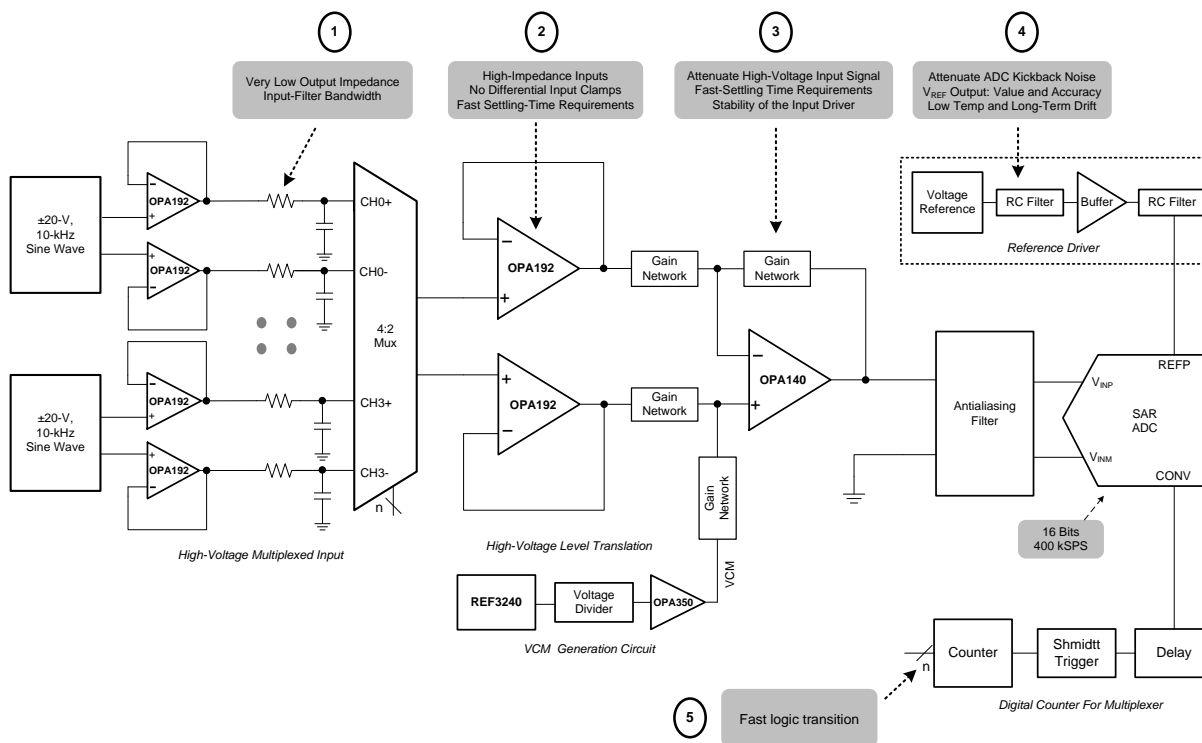 1
2
3
4
Very Low Output Impedance
Input-Filter Bandwidth
High-Impedance Inputs
No Differential Input Clamps
Fast Settling-Time Requirements
Attenuate High-Voltage Input Signal
Fast-Settling Time Requirements
Stability of the Input Driver
Attenuate ADC Kickback Noise
VREF Output: Value and Accuracy
Low Temp and Long-Term Drift
±20-V,
10-kHz
Sine Wave
−
OPA192
+
+
OPA192
−
CH0+
CH0-
4:2
Mux
±20-V,
10-kHz
Sine Wave
−
OPA192
+
+
OPA192
−
CH3+
CH3-
n
High-Voltage Multiplexed Input
−
OPA192
+
+
OPA192
−
High-Voltage Level Translation
Gain
Network
Gain
Network
−
OPA140
+
Gain
Network
Gain
Network
VCM
REF3240
Voltage
Divider
OPA350
VCM Generation Circuit
Voltage
Reference
RC Filter
Buffer
RC Filter
Reference Driver
Antialiasing
Filter
REFP
VINP
SAR
ADC
VINM
CONV
16 Bits
400 kSPS
n
Counter
Shmidtt
Trigger
Delay
Digital Counter For Multiplexer
5
Fast logic transition